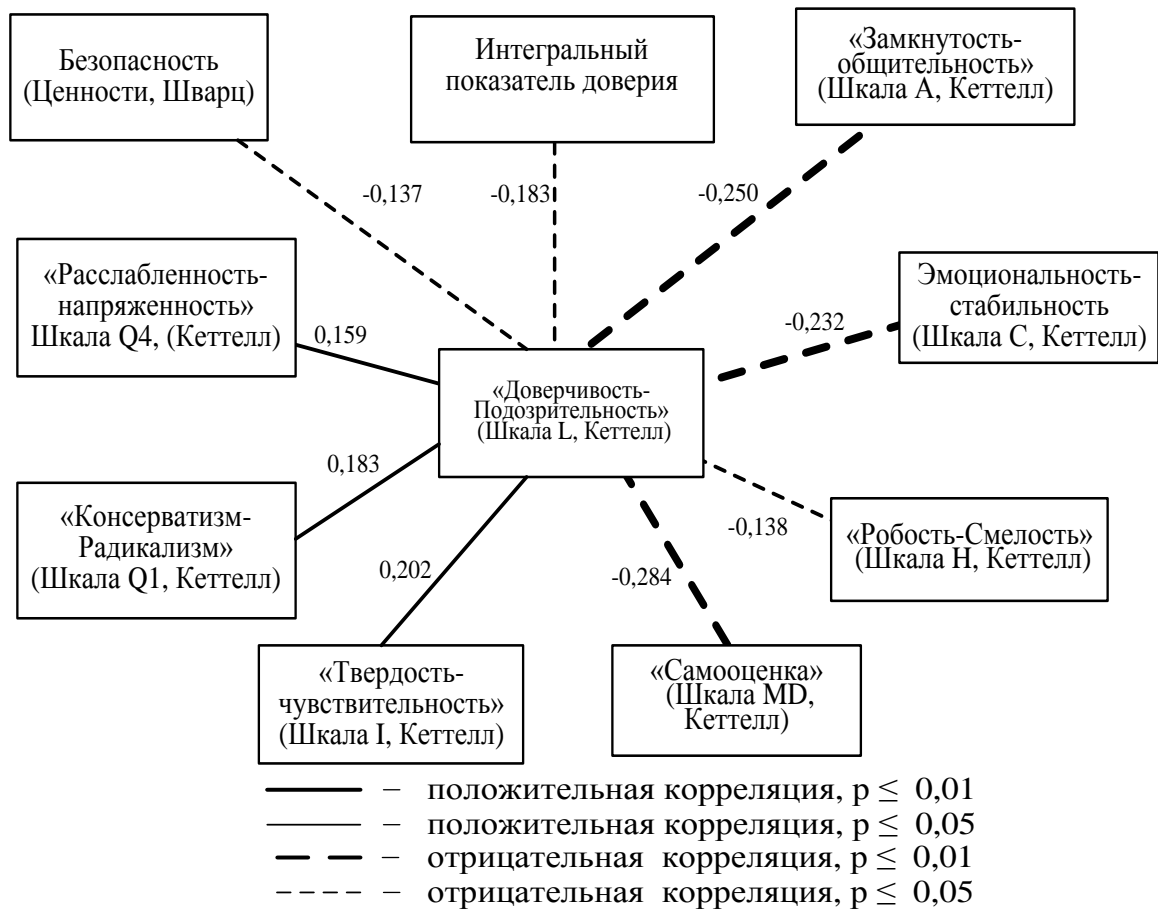 Безопасность
(Ценности, Шварц)
Интегральный
показатель доверия
«Замкнутость-
общительность»
(Шкала А, Кеттелл)
-0,137
-0,183
-0,250
«Расслабленность-
напряженность»
Шкала Q4, (Кеттелл)
0,159
Эмоциональность-
стабильность
(Шкала С, Кеттелл)
-0,232
«Доверчивость-
Подозрительность»
(Шкала L, Кеттелл)
0,183
«Консерватизм-
Радикализм»
(Шкала Q1, Кеттелл)
-0,138
«Робость-Смелость»
(Шкала Н, Кеттелл)
0,202
-0,284
«Твердость-
чувствительность»
(Шкала I, Кеттелл)
«Самооценка»
(Шкала MD,
Кеттелл)
– положительная корреляция, p ≤ 0,01
– положительная корреляция, p ≤ 0,05
– отрицательная корреляция, p ≤ 0,01
– отрицательная корреляция, p ≤ 0,05